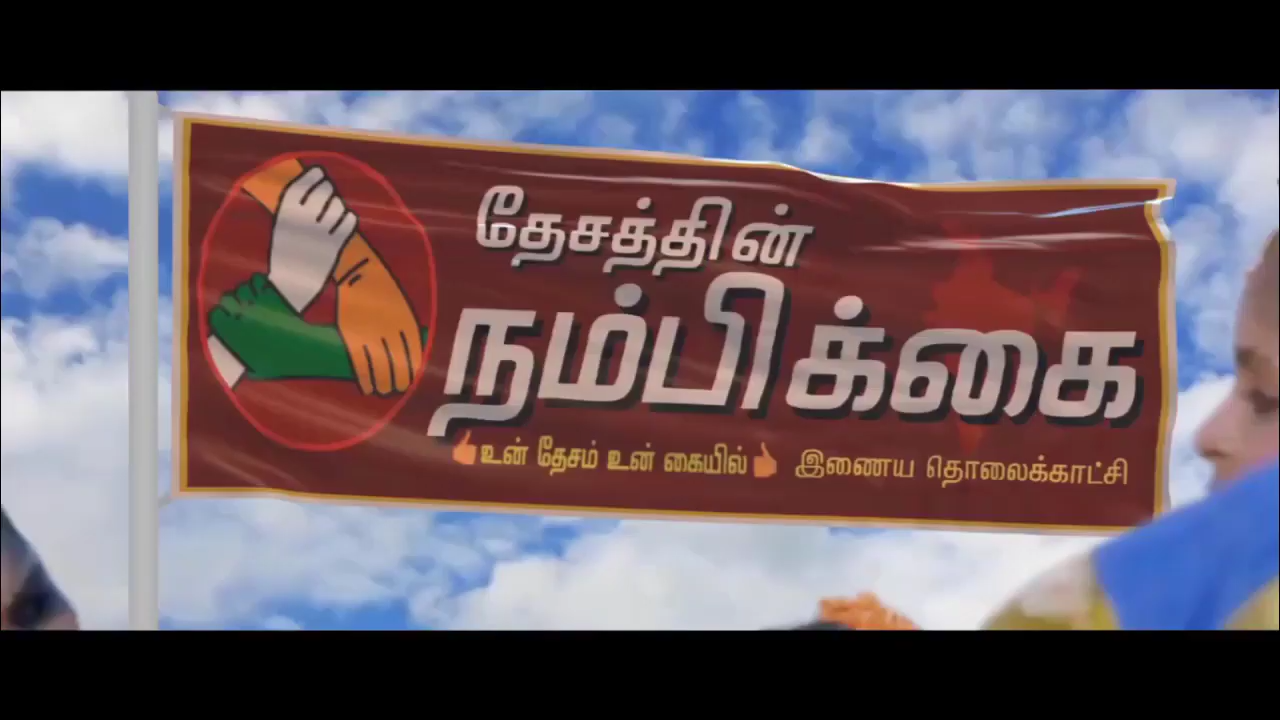 தேசத்தின்
நம்பிக்கை
உன் தேசம் உன் கையில் இணைய தொலைக்காட்சி